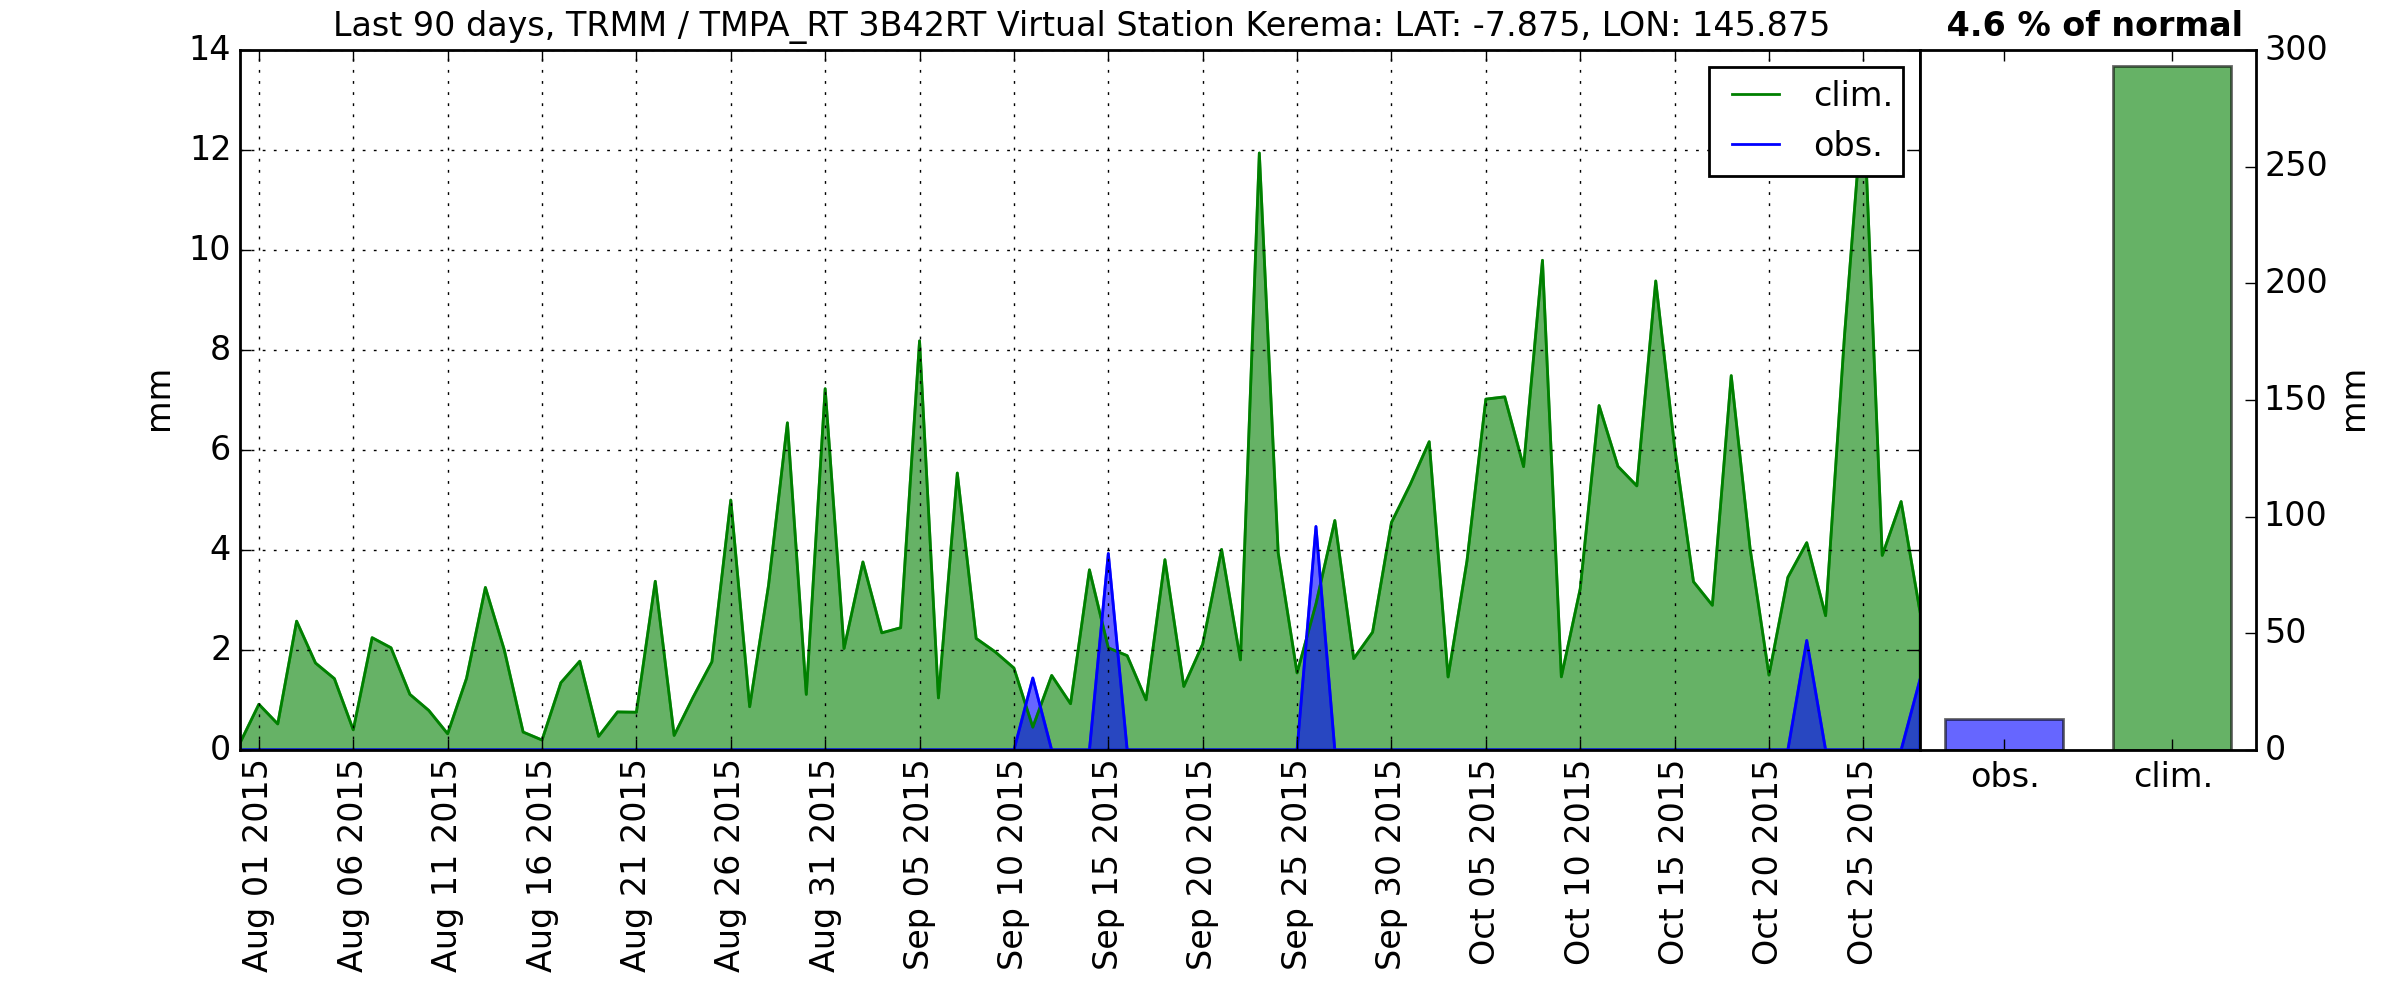 Last 90 days, TRMM / TMPA_RT 3B42RT Virtual Station Kerema: LAT: -7.875, LON: 145.875
4.6 % of normal
14
12
10
8
6
4
2
0
mm
clim.
obs.
300
250
200
150
100
50
0
mm
Aug 01 2015
Aug 06 2015
Aug 11 2015
Aug 16 2015
Aug 21 2015
Aug 26 2015
Aug 31 2015
Sep 05 2015
Sep 10 2015
Sep 15 2015
Sep 20 2015
Sep 25 2015
Sep 30 2015
Oct 05 2015
Oct 10 2015
Oct 15 2015
Oct 20 2015
Oct 25 2015
obs.
clim.